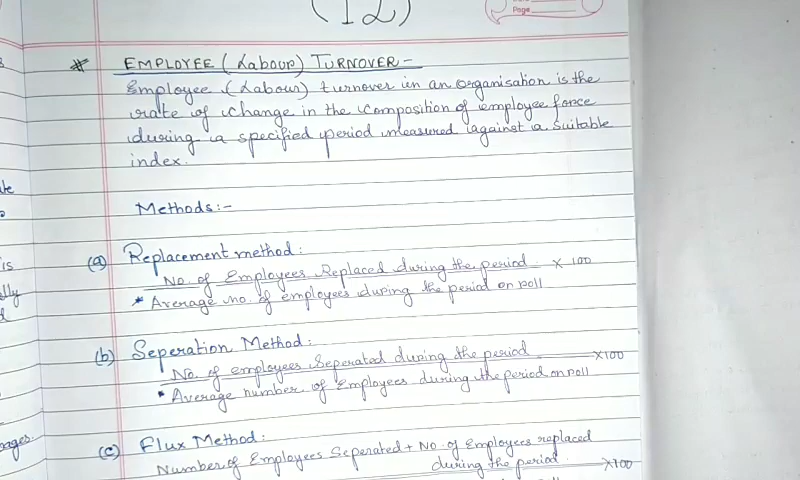 (12)
Page
* EMPLOYEE (Labour) TURNOVER -
Employee (Labour) turnover in an organisation is the
rate of change in the composition of employee force
during a specified period measured against a suitable
index.
Methods:-
(a) Replacement method:
No. of Employees Replaced during the period X 100
* Average no. of employees during the period on roll
(b) Seperation Method:
No. of employees Seperated during the period X100
* Average number of Employees during the period on roll
(c) Flux Method:
Number of Employees Seperated + No. of Employees replaced
during the period X100